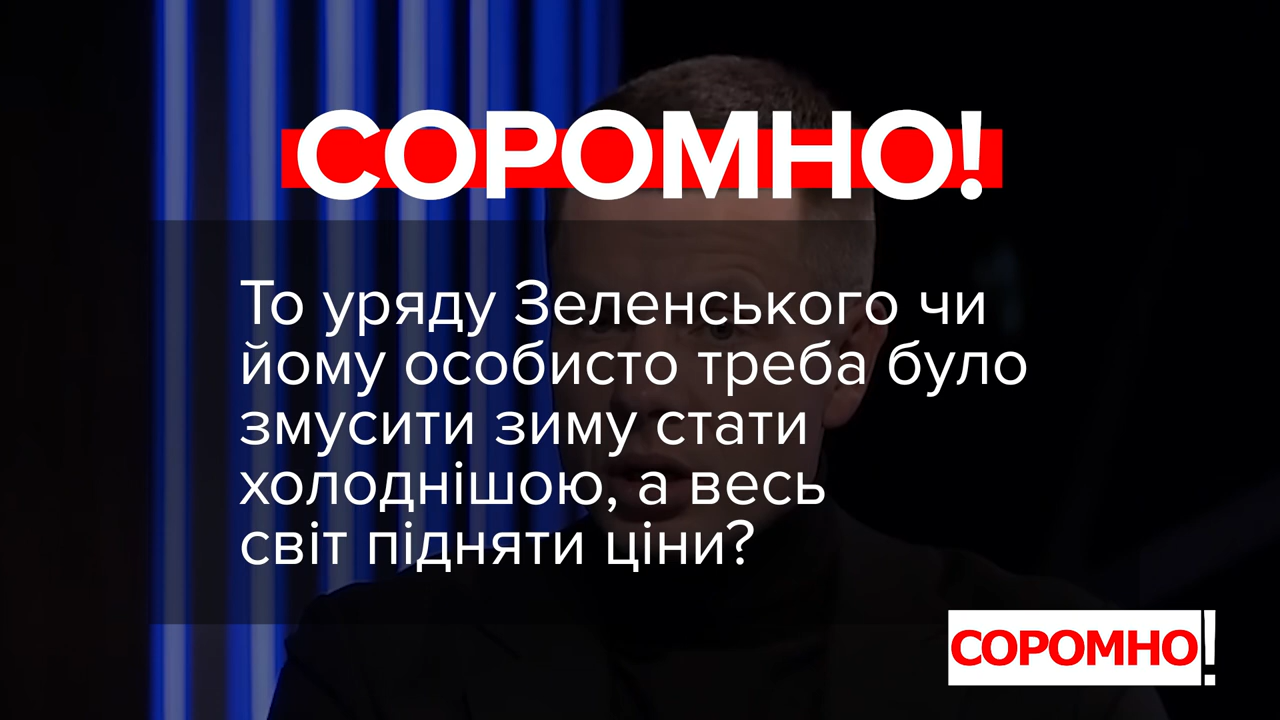 СОРОМНО!
То уряду Зеленського чи
йому особисто треба було
змусити зиму стати
холоднішою, а весь
світ підняти ціни?
СОРОМНО!